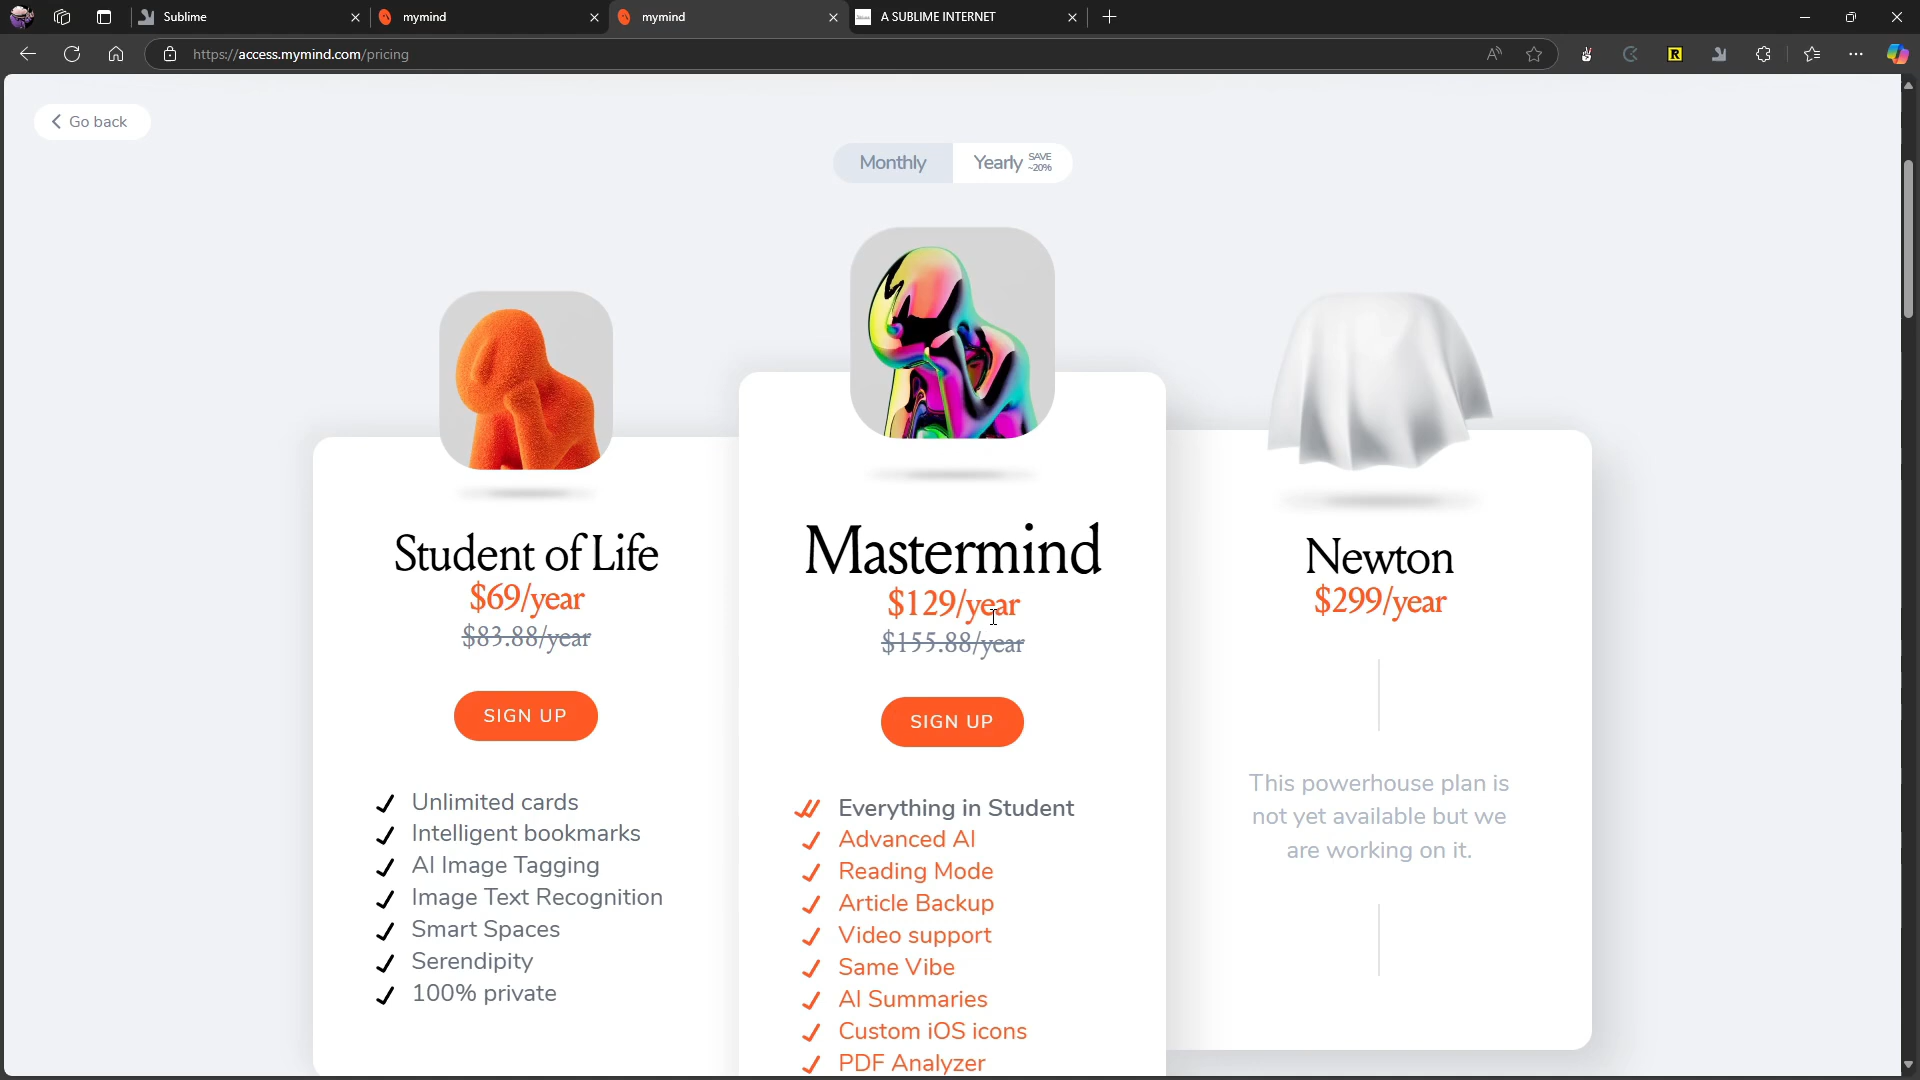 Sublime
mymind
mymind
A SUBLIME INTERNET
https://access.mymind.com/pricing
Go back
Monthly
Yearly SAVE ~20%
Student of Life
$69/year
$83.88/year
SIGN UP
Unlimited cards
Intelligent bookmarks
AI Image Tagging
Image Text Recognition
Smart Spaces
Serendipity
100% private
Mastermind
$129/year
$155.88/year
SIGN UP
Everything in Student
Advanced AI
Reading Mode
Article Backup
Video support
Same Vibe
AI Summaries
Custom iOS icons
PDF Analyzer
Newton
$299/year
This powerhouse plan is
not yet available but we
are working on it.